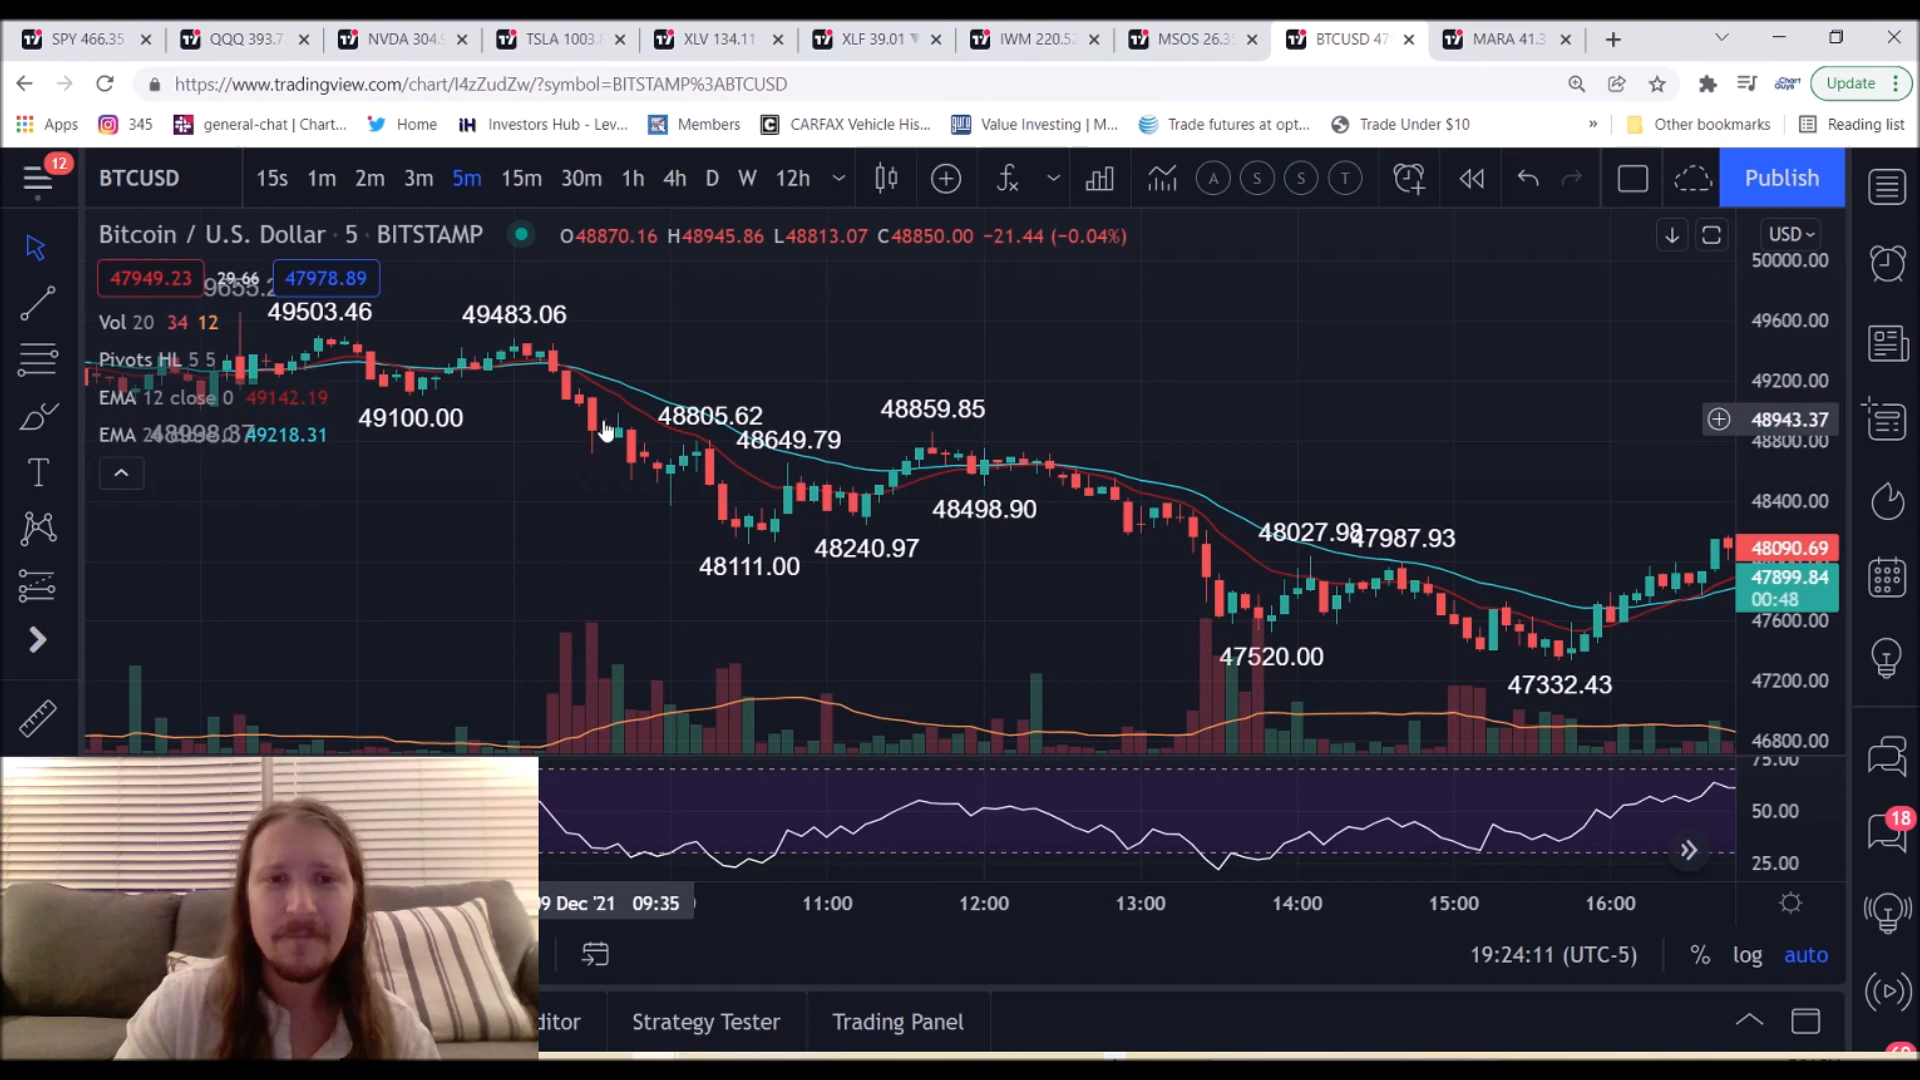 SPY 466.35 QQQ 393.7 NVDA 304. TSLA 1003. XLV 134.11 XLF 39.01 IWM 220.52 MSOS 26.3 BTCUSD 47 MARA 41.3
https://www.tradingview.com/chart/I4zZudZw/?symbol=BITSTAMP%3ABTCUSD Chart Guys Update
Apps 345 general-chat | Chart... Home iH Investors Hub - Lev... Members CARFAX Vehicle His... guru Value Investing | M... Trade futures at opt... Trade Under $10 » Other bookmarks Reading list
12 BTCUSD 15s 1m 2m 3m 5m 15m 30m 1h 4h D W 12h A S S T Publish
Bitcoin / U.S. Dollar · 5 · BITSTAMP O48870.16 H48945.86 L48813.07 C48850.00 −21.44 (−0.04%) USD
50000.00
47949.23 29.66 47978.89
49503.46 49483.06
Vol 20 34 12 49600.00
Pivots HL 5 5
49200.00
EMA 12 close 0 49142.19
49100.00 48805.62 48859.85 48943.37
48998.37 49218.31 48649.79 48800.00
48400.00
48498.90
48027.98 47987.93
48240.97 48090.69
48111.00 47899.84
00:48
47600.00
47520.00
47332.43 47200.00
46800.00
75.00
50.00
18
25.00
09 Dec '21 09:35 11:00 12:00 13:00 14:00 15:00 16:00
19:24:11 (UTC-5) % log auto
ditor Strategy Tester Trading Panel